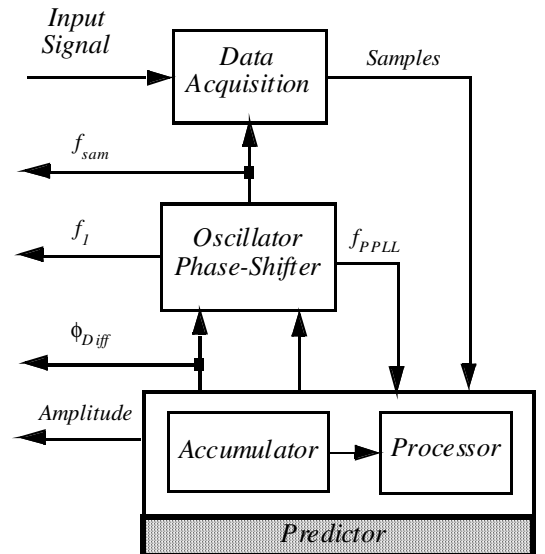 Input
Signal
Data
Acquisition
Samples
f_sam
f_1
Oscillator
Phase-Shifter
f_PPLL
ϕ_Diff
Amplitude
Accumulator
Processor
Predictor